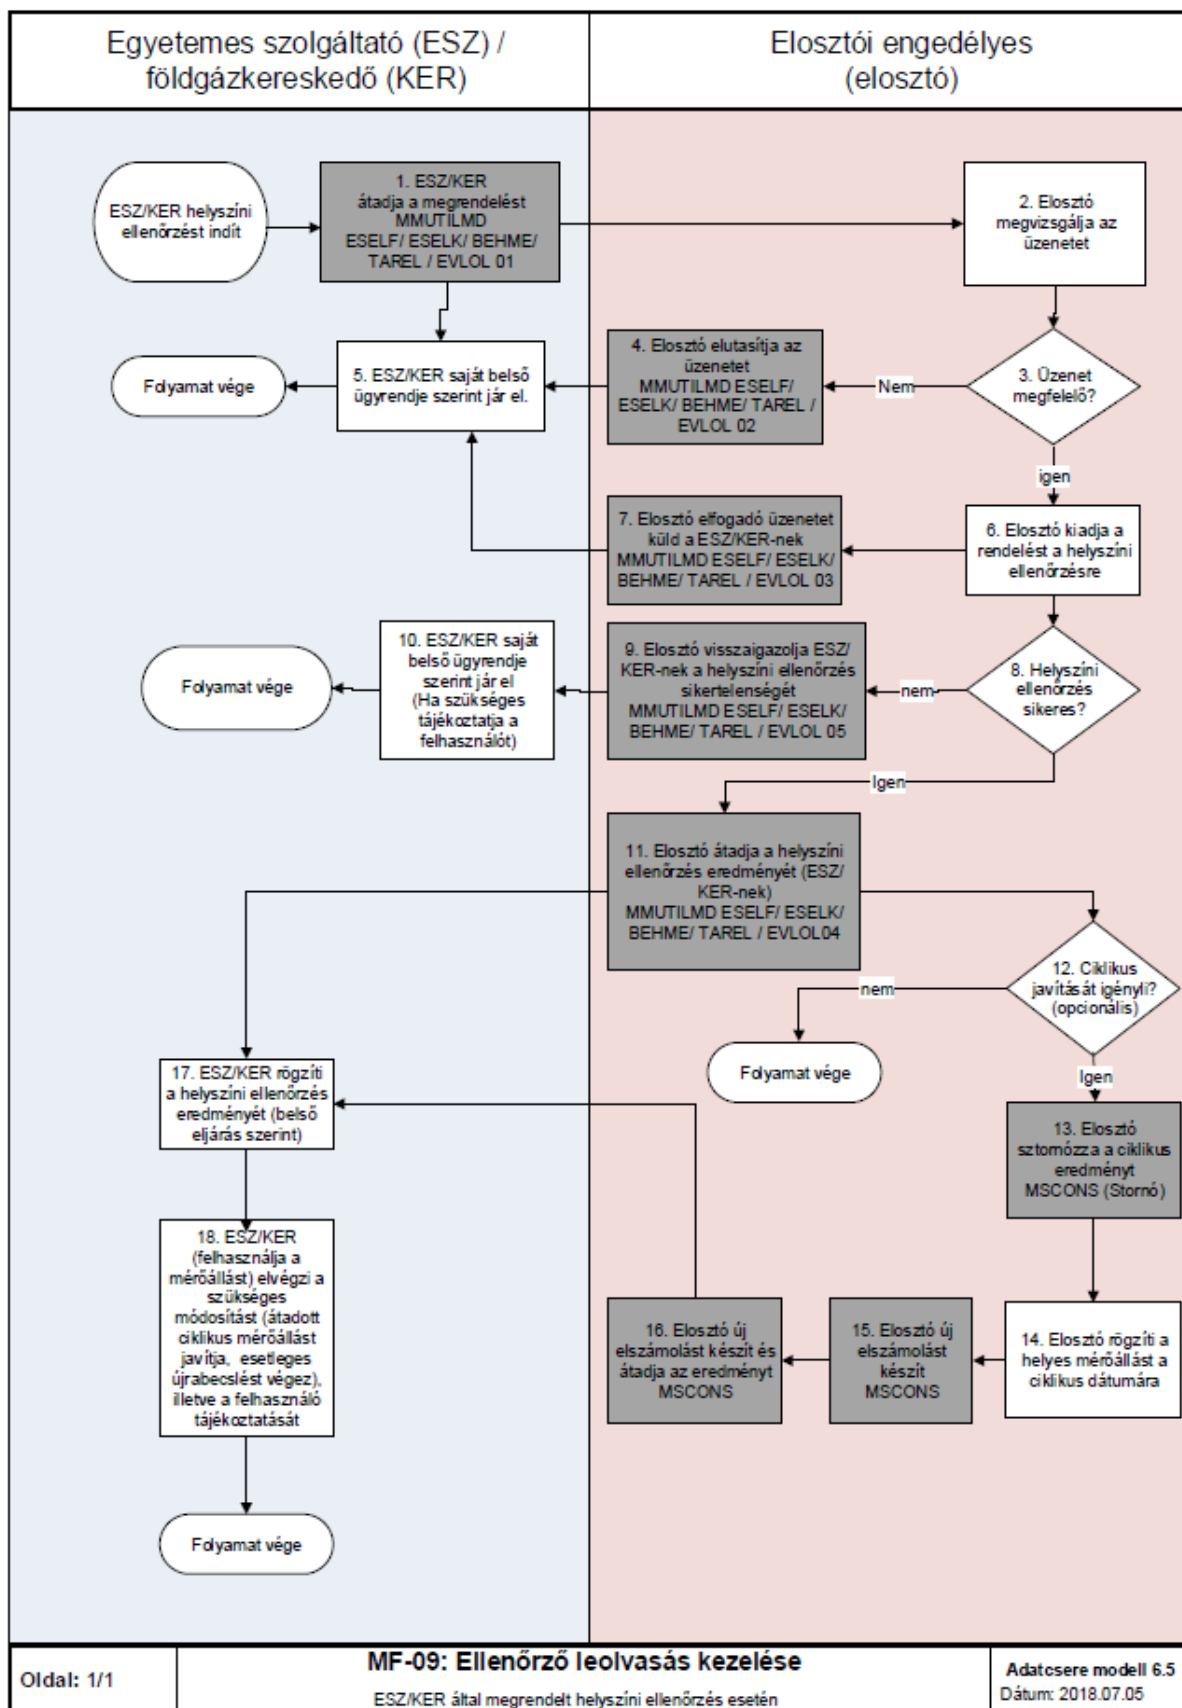 Egyetemes szolgáltató (ESZ) /
földgázkereskedő (KER)
Elosztói engedélyes
(elosztó)
ESZ/KER helyszíni
ellenőrzést indít
1. ESZ/KER
átadja a megrendelést
MMUTILMD
ESELF/ ESELK/ BEHME/
TAREL / EVLOL 01
2. Elosztó
megvizsgálja az
üzenetet
3. Üzenet
megfelelő?
Nem
4. Elosztó elutasítja az
üzenetet
MMUTILMD ESELF/
ESELK/ BEHME/ TAREL /
EVLOL 02
5. ESZ/KER saját belső
ügyrendje szerint jár el.
Folyamat vége
igen
6. Elosztó kiadja a
rendelést a helyszíni
ellenőrzésre
7. Elosztó elfogadó üzenetet
küld a ESZ/KER-nek
MMUTILMD ESELF/ ESELK/
BEHME/ TAREL / EVLOL 03
8. Helyszíni
ellenőrzés
sikeres?
nem
9. Elosztó visszaigazolja ESZ/
KER-nek a helyszíni ellenőrzés
sikertelenségét
MMUTILMD ESELF/ ESELK/
BEHME/ TAREL / EVLOL 05
10. ESZ/KER saját
belső ügyrendje
szerint jár el
(Ha szükséges
tájékoztatja a
felhasználót)
Folyamat vége
Igen
11. Elosztó átadja a helyszíni
ellenőrzés eredményét (ESZ/
KER-nek)
MMUTILMD ESELF/ ESELK/
BEHME/ TAREL / EVLOL04
12. Ciklikus
javítását igényli?
(opcionális)
nem
Folyamat vége
Igen
13. Elosztó
sztornózza a ciklikus
eredményt
MSCONS (Stornó)
14. Elosztó rögzíti a
helyes mérőállást a
ciklikus dátumára
15. Elosztó új
elszámolást
készít
MSCONS
16. Elosztó új
elszámolást készít és
átadja az eredményt
MSCONS
17. ESZ/KER rögzíti
a helyszíni ellenőrzés
eredményét (belső
eljárás szerint)
18. ESZ/KER
(felhasználja a
mérőállást) elvégzi a
szükséges
módosítást (átadott
ciklikus mérőállást
javítja, esetleges
újrabecslést végez),
illetve a felhasználó
tájékoztatását
Folyamat vége
Oldal: 1/1
MF-09: Ellenőrző leolvasás kezelése
ESZ/KER által megrendelt helyszíni ellenőrzés esetén
Adatcsere modell 6.5
Dátum: 2018.07.05